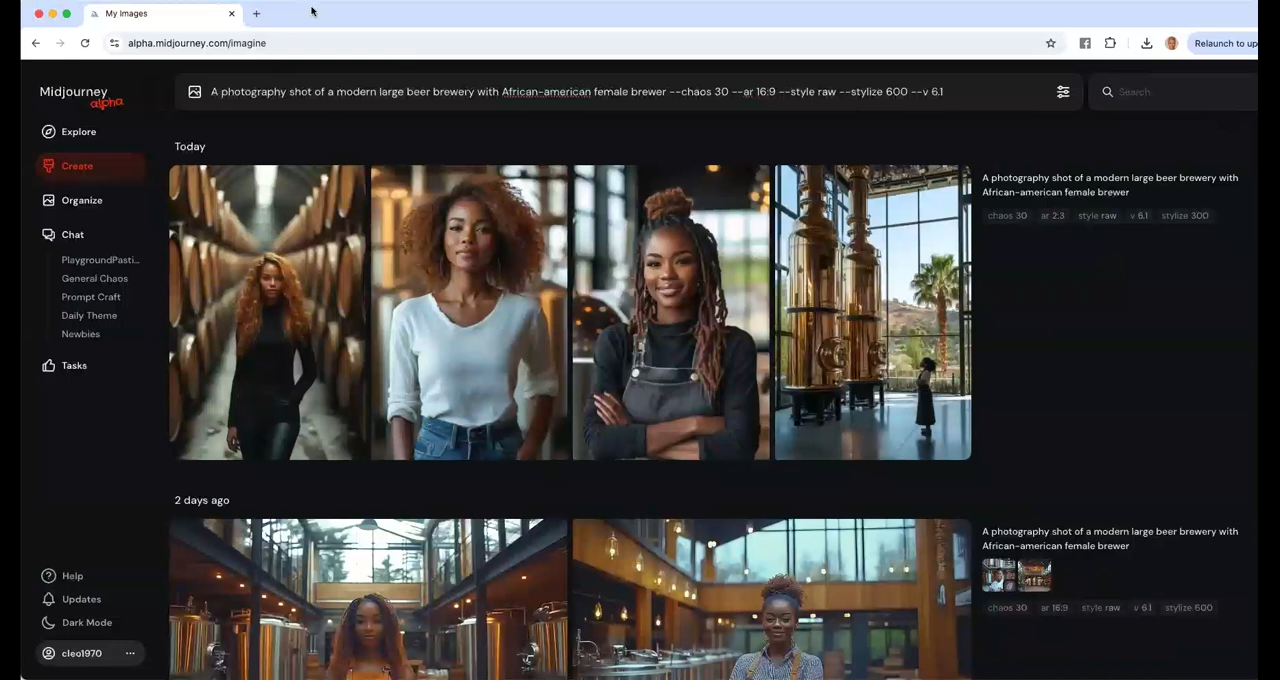 My Images
alpha.midjourney.com/imagine
Relaunch to up
Midjourney
alpha
A photography shot of a modern large beer brewery with African-american female brewer --chaos 30 --ar 16:9 --style raw --stylize 600 --v 6.1
Search
Explore
Create
Organize
Chat
PlaygroundPasti...
General Chaos
Prompt Craft
Daily Theme
Newbies
Tasks
Help
Updates
Dark Mode
cleo1970
Today
A photography shot of a modern large beer brewery with
African-american female brewer
chaos 30 ar 2:3 style raw v 6.1 stylize 300
2 days ago
A photography shot of a modern large beer brewery with
African-american female brewer
chaos 30 ar 16:9 style raw v 6.1 stylize 600